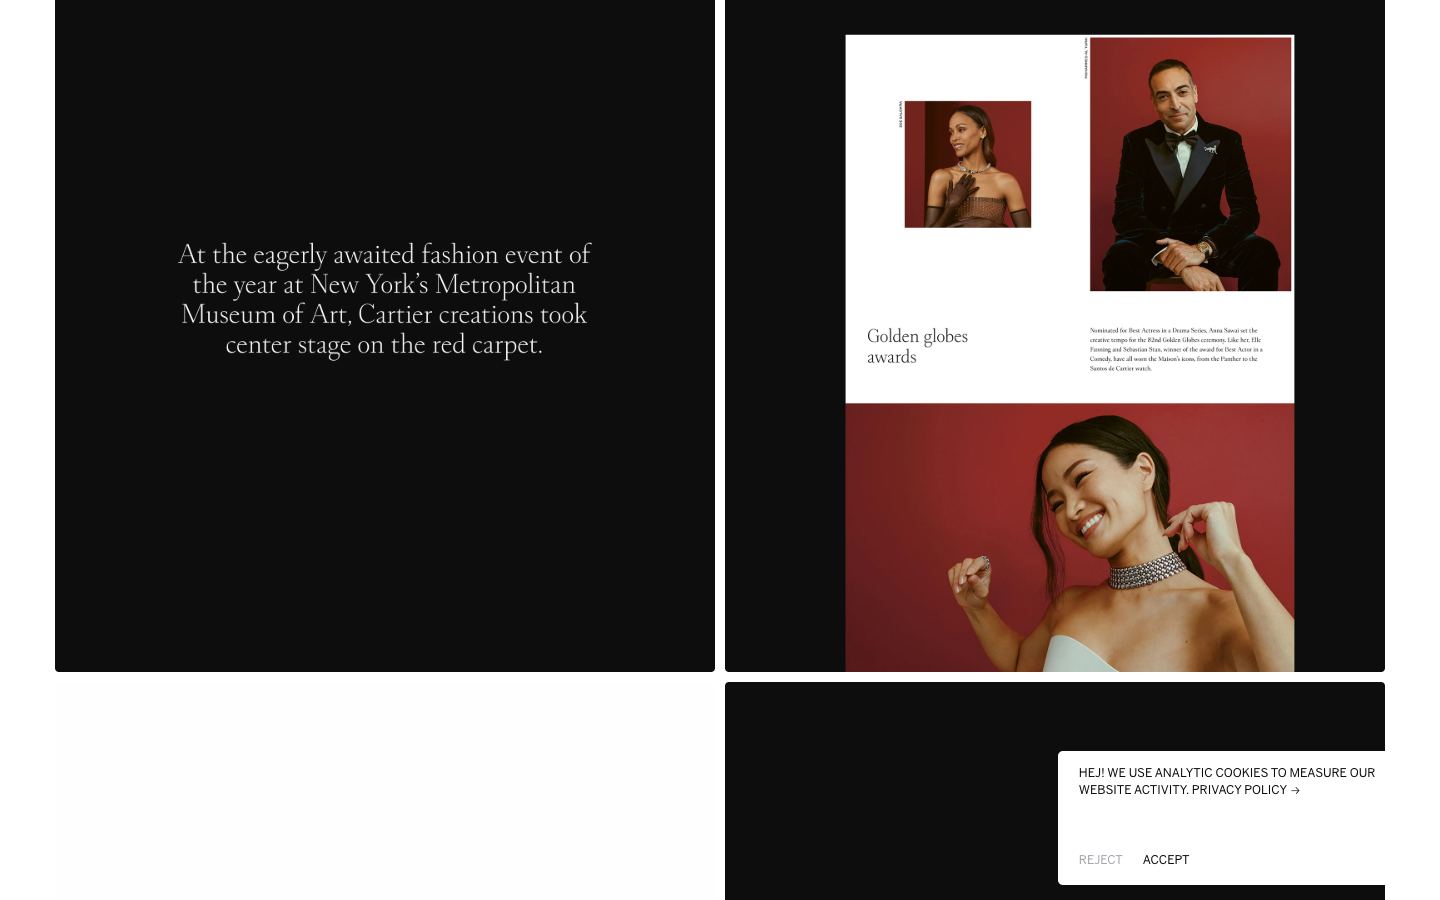 At the eagerly awaited fashion event of
the year at New York’s Metropolitan
Museum of Art, Cartier creations took
center stage on the red carpet.
Golden globes
awards
Nominated for Best Actress in a Drama Series, Anna Sawai set the
creative tempo for the 82nd Golden Globes ceremony. Like her, Elle
Fanning and Sebastian Stan, winner of the award for Best Actor in a
Comedy, have all worn the Maison's icons, from the Panther to the
Santos de Cartier watch.
HEJ! WE USE ANALYTIC COOKIES TO MEASURE OUR
WEBSITE ACTIVITY. PRIVACY POLICY →
REJECT
ACCEPT